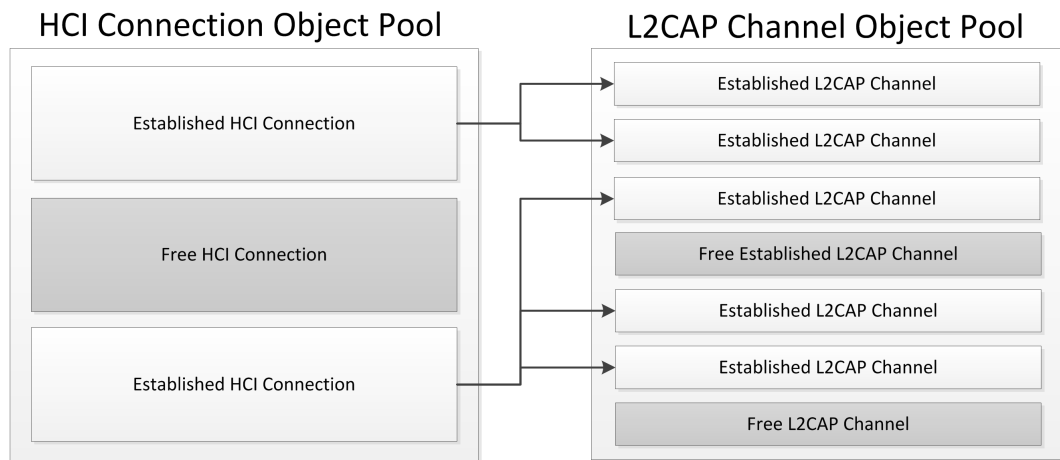 HCI Connection Object Pool
Established HCI Connection
Free HCI Connection
Established HCI Connection
L2CAP Channel Object Pool
Established L2CAP Channel
Established L2CAP Channel
Established L2CAP Channel
Free Established L2CAP Channel
Established L2CAP Channel
Established L2CAP Channel
Free L2CAP Channel